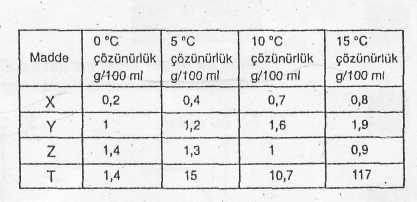 Madde | 0 °C çözünürlük g/100 ml | 5 °C çözünürlük g/100 ml | 10 °C çözünürlük g/100 ml | 15 °C çözünürlük g/100 ml
X | 0,2 | 0,4 | 0,7 | 0,8
Y | 1 | 1,2 | 1,6 | 1,9
Z | 1,4 | 1,3 | 1 | 0,9
T | 1,4 | 15 | 10,7 | 117